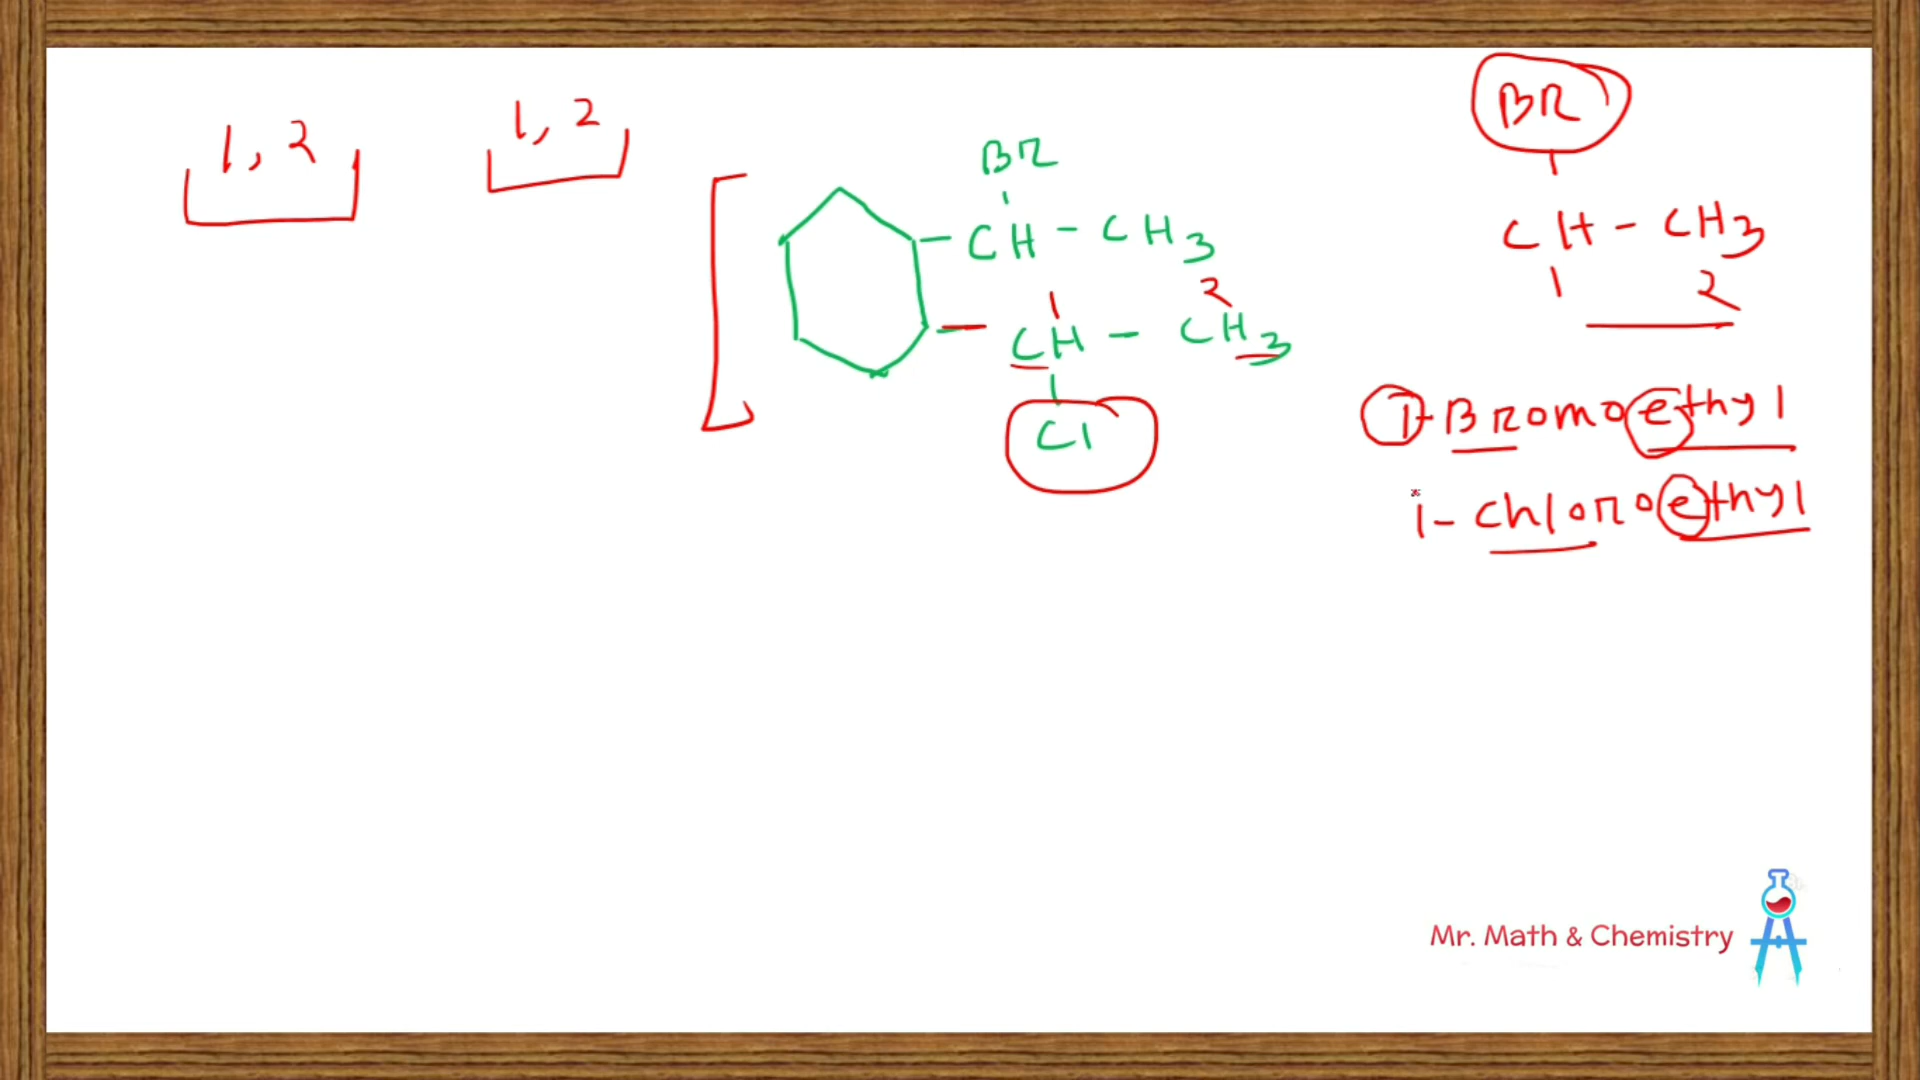 1, 2
1, 2
BR
CH - CH3
1 2
CH - CH3
Cl
BR
CH - CH3
1 2
1-Bromoethyl
1-chloroethyl
Mr. Math & Chemistry